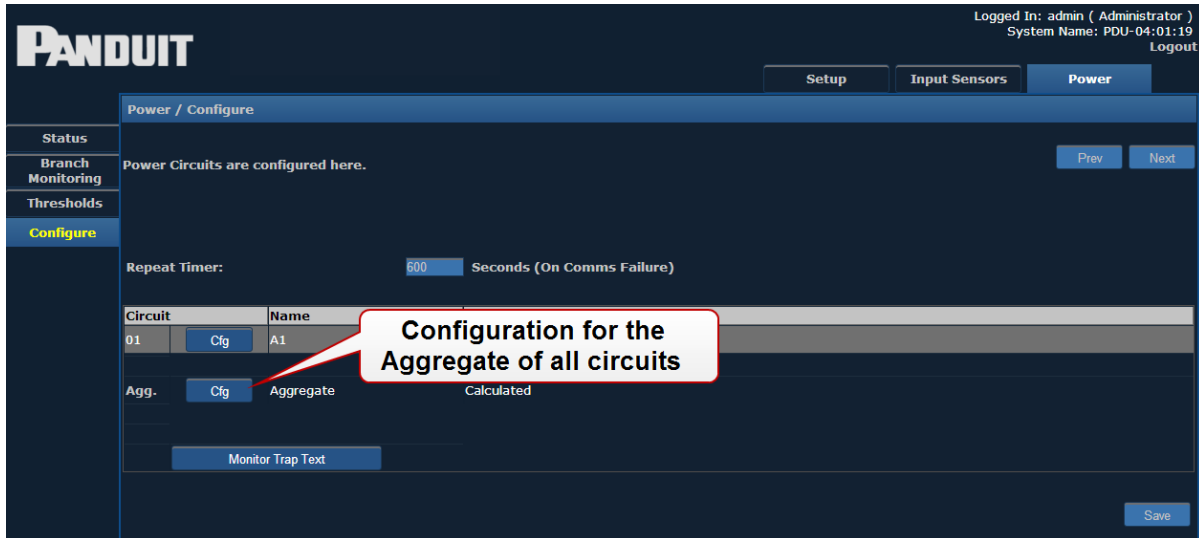 Logged In: admin ( Administrator )
System Name: PDU-04:01:19
Logout
PANDUIT
Setup
Input Sensors
Power
Power / Configure
Status
Branch
Monitoring
Thresholds
Configure
Power Circuits are configured here.
Prev
Next
Repeat Timer:
600
Seconds (On Comms Failure)
Circuit
Name
01
Cfg
A1
Configuration for the
Aggregate of all circuits
Agg.
Cfg
Aggregate
Calculated
Monitor Trap Text
Save